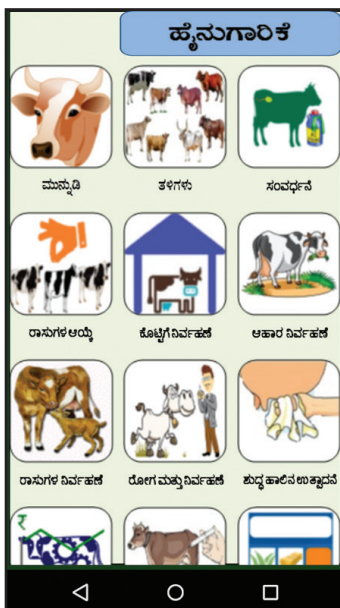 ಹೈನುಗಾರಿಕೆ
ಮುನ್ನುಡಿ
ತಳಿಗಳು
ಸಂವರ್ಧನೆ
ರಾಸುಗಳ ಆಯ್ಕೆ
ಕೊಟ್ಟಿಗೆ ನಿರ್ವಹಣೆ
ಆಹಾರ ನಿರ್ವಹಣೆ
ರಾಸುಗಳ ನಿರ್ವಹಣೆ
ರೋಗ ಮತ್ತು ನಿರ್ವಹಣೆ
ಶುದ್ಧ ಹಾಲಿನ ಉತ್ಪಾದನೆ
₹